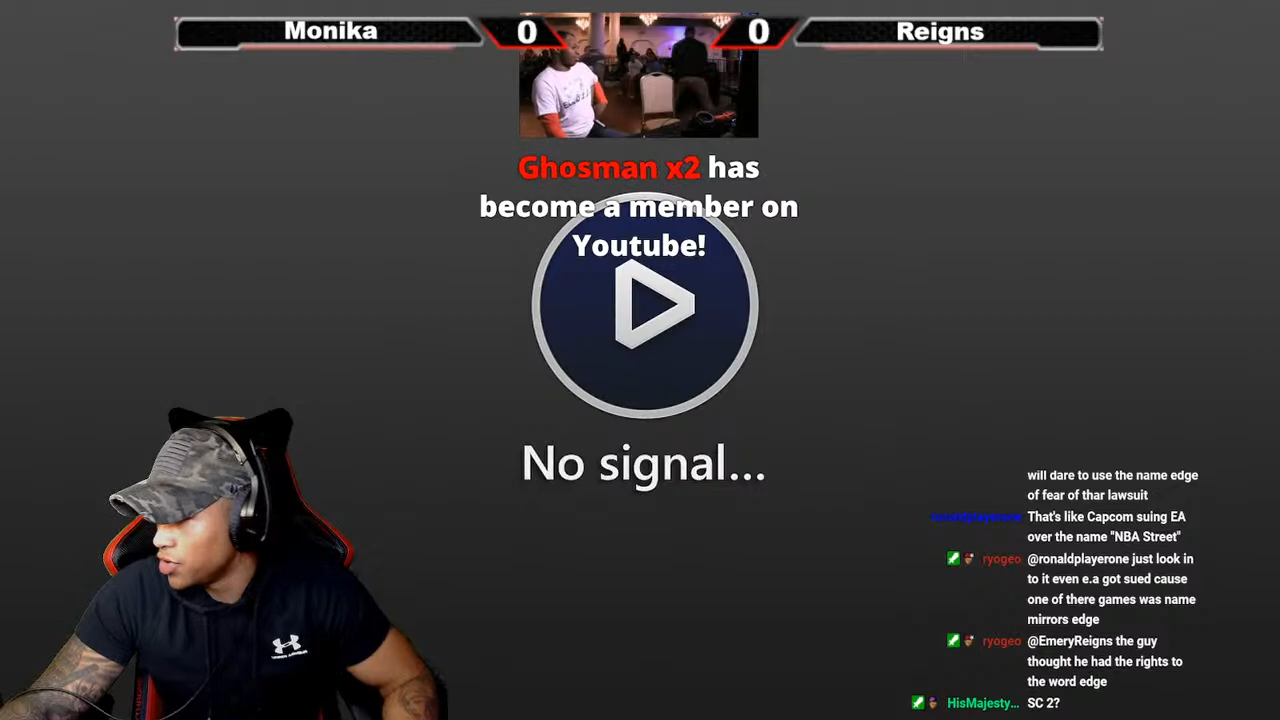 Monika 0 0 Reigns
Ghosman x2 has
become a member on
Youtube!
No signal...
will dare to use the name edge
of fear of thar lawsuit
ronaldplayerone That's like Capcom suing EA
over the name "NBA Street"
ryogeo @ronaldplayerone just look in
to it even e.a got sued cause
one of there games was name
mirrors edge
ryogeo @EmeryReigns the guy
thought he had the rights to
the word edge
HisMajesty... SC 2?
UNDER ARMOUR